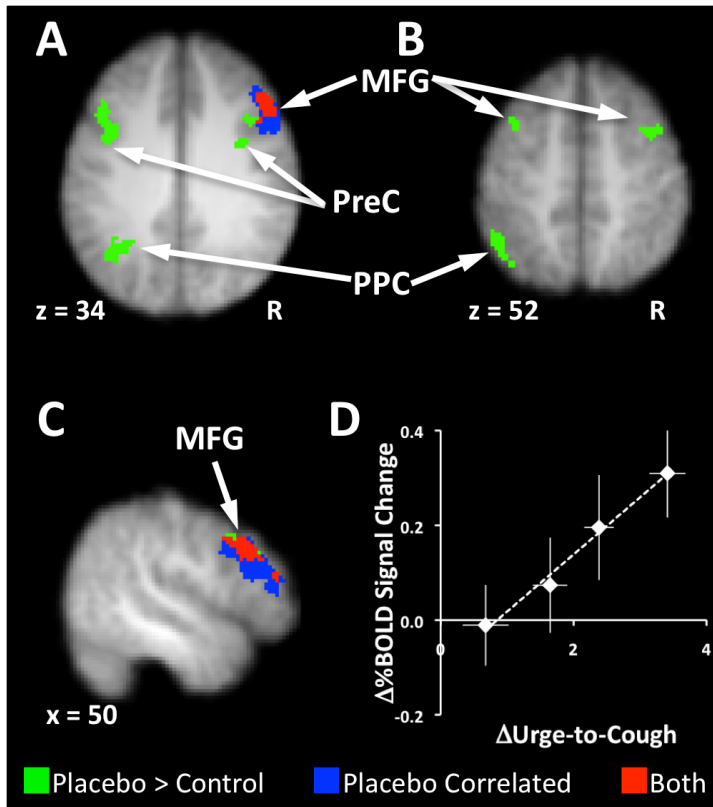 A
B
MFG
PreC
PPC
z = 34
R
z = 52
R
C
MFG
x = 50
D
Δ%BOLD Signal Change
0.4
0.2
0.0
-0.2
0
2
4
ΔUrge-to-Cough
Placebo > Control
Placebo Correlated
Both